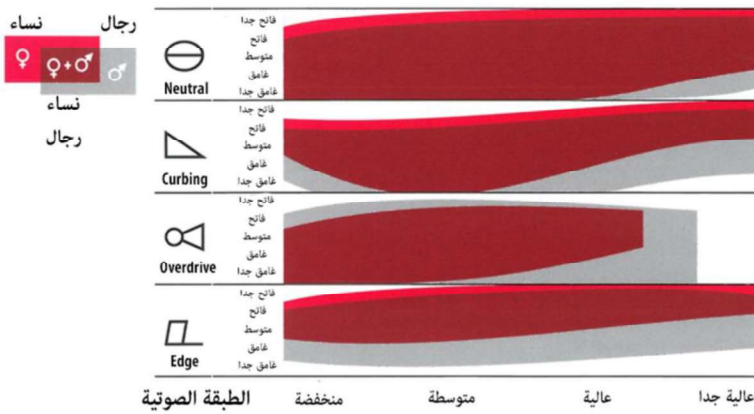 نساء رجال
♀ ♀+♂ ♂
نساء
رجال
فاتح جدا
فاتح
متوسط
غامق
غامق جدا
Neutral
فاتح جدا
فاتح
متوسط
غامق
غامق جدا
Curbing
فاتح جدا
فاتح
متوسط
غامق
غامق جدا
Overdrive
فاتح جدا
فاتح
متوسط
غامق
غامق جدا
Edge
الطبقة الصوتية منخفضة متوسطة عالية عالية جدا